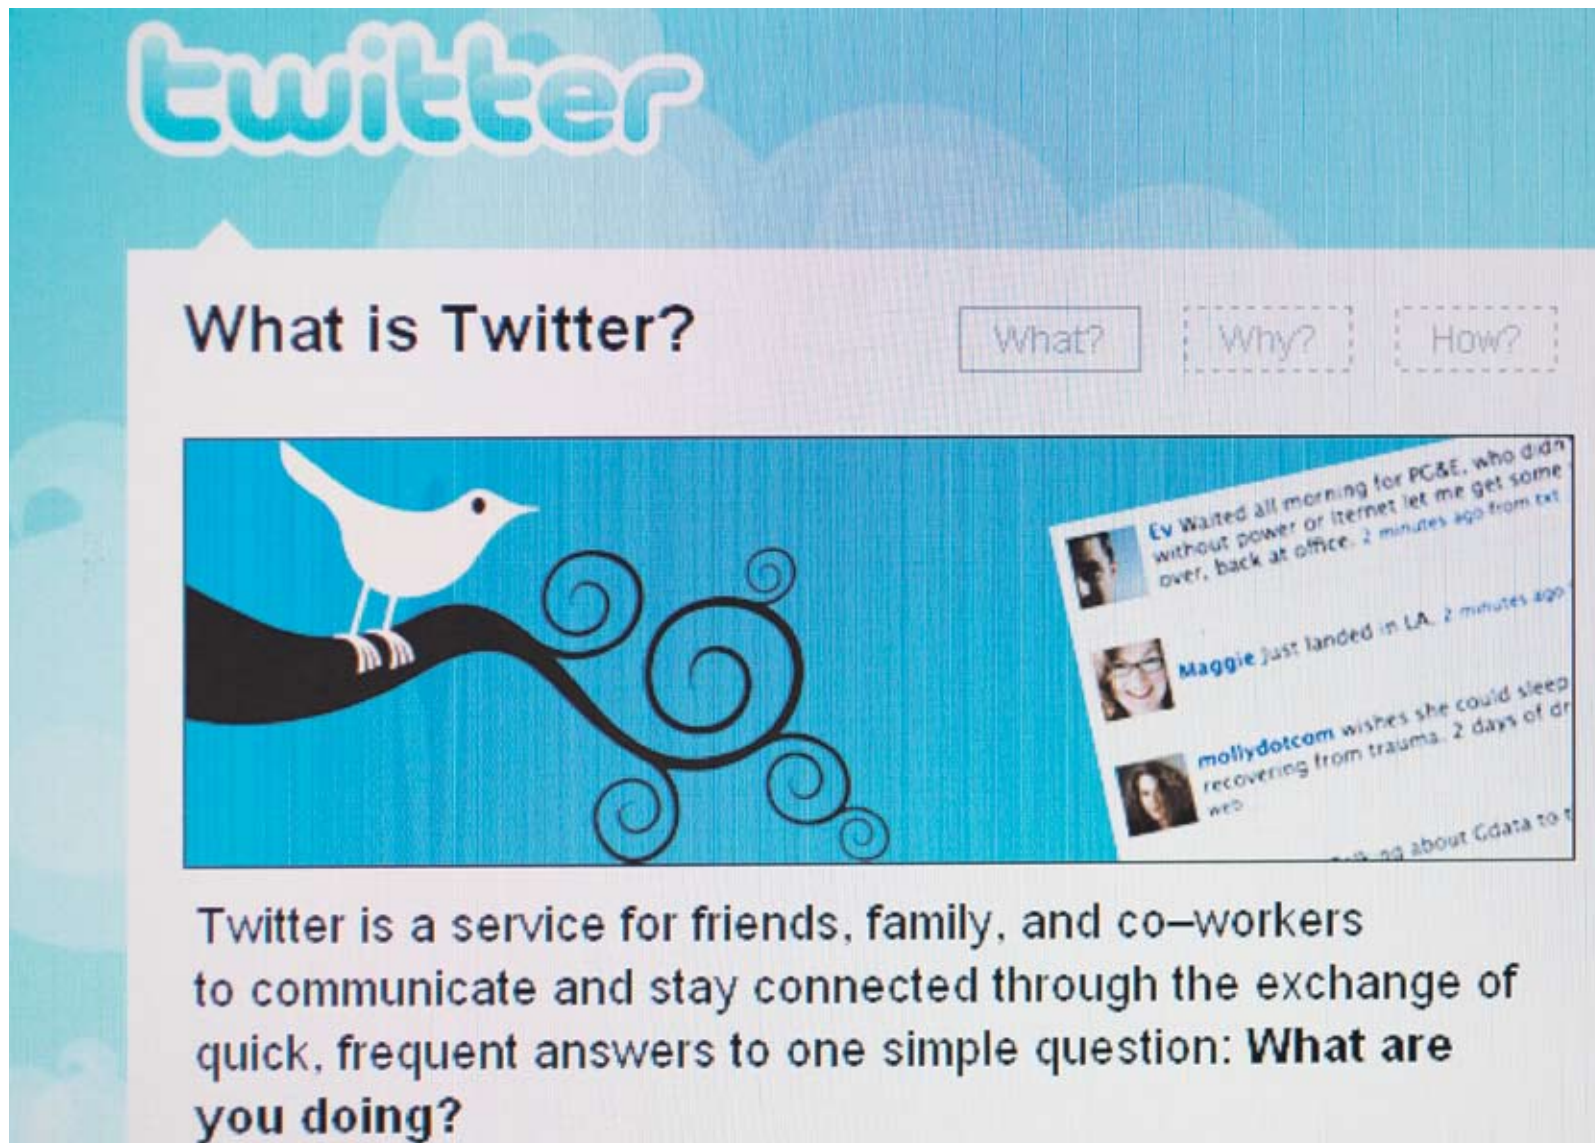 twitter
What is Twitter?
What?
Why?
How?
Ev Waited all morning for PG&E, who didn
without power or iternet let me get some
over, back at office. 2 minutes ago from txt
Maggie just landed in LA. 2 minutes ago
mollydotcom wishes she could sleep
recovering from trauma. 2 days of dr
web
about Gdata to t
Twitter is a service for friends, family, and co–workers
to communicate and stay connected through the exchange of
quick, frequent answers to one simple question: What are
you doing?